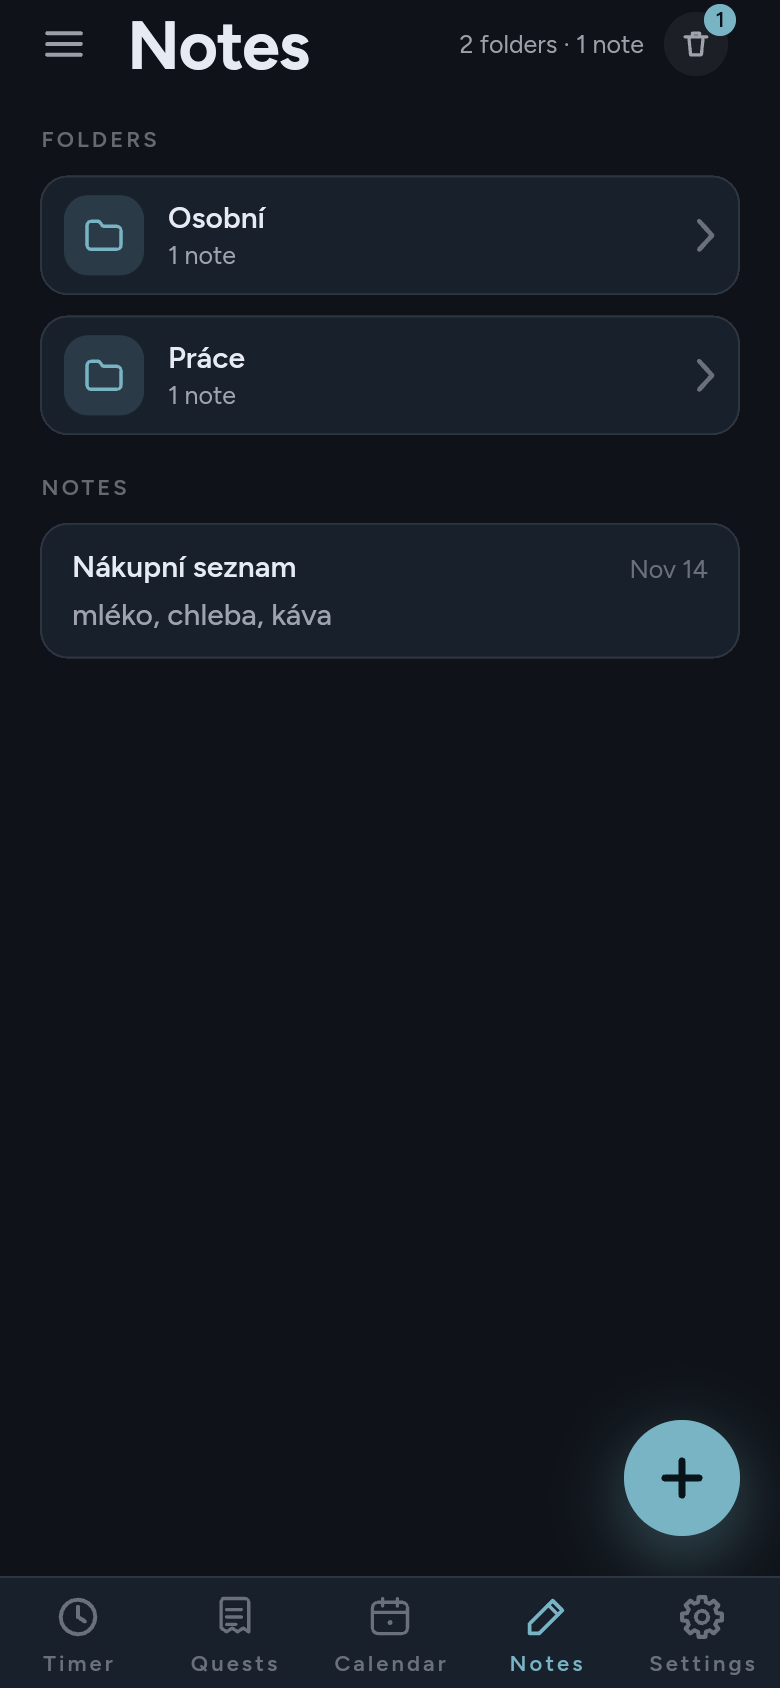 Notes
2 folders · 1 note
1
FOLDERS
Osobní
1 note
Práce
1 note
NOTES
Nákupní seznam
Nov 14
mléko, chleba, káva
Timer
Quests
Calendar
Notes
Settings